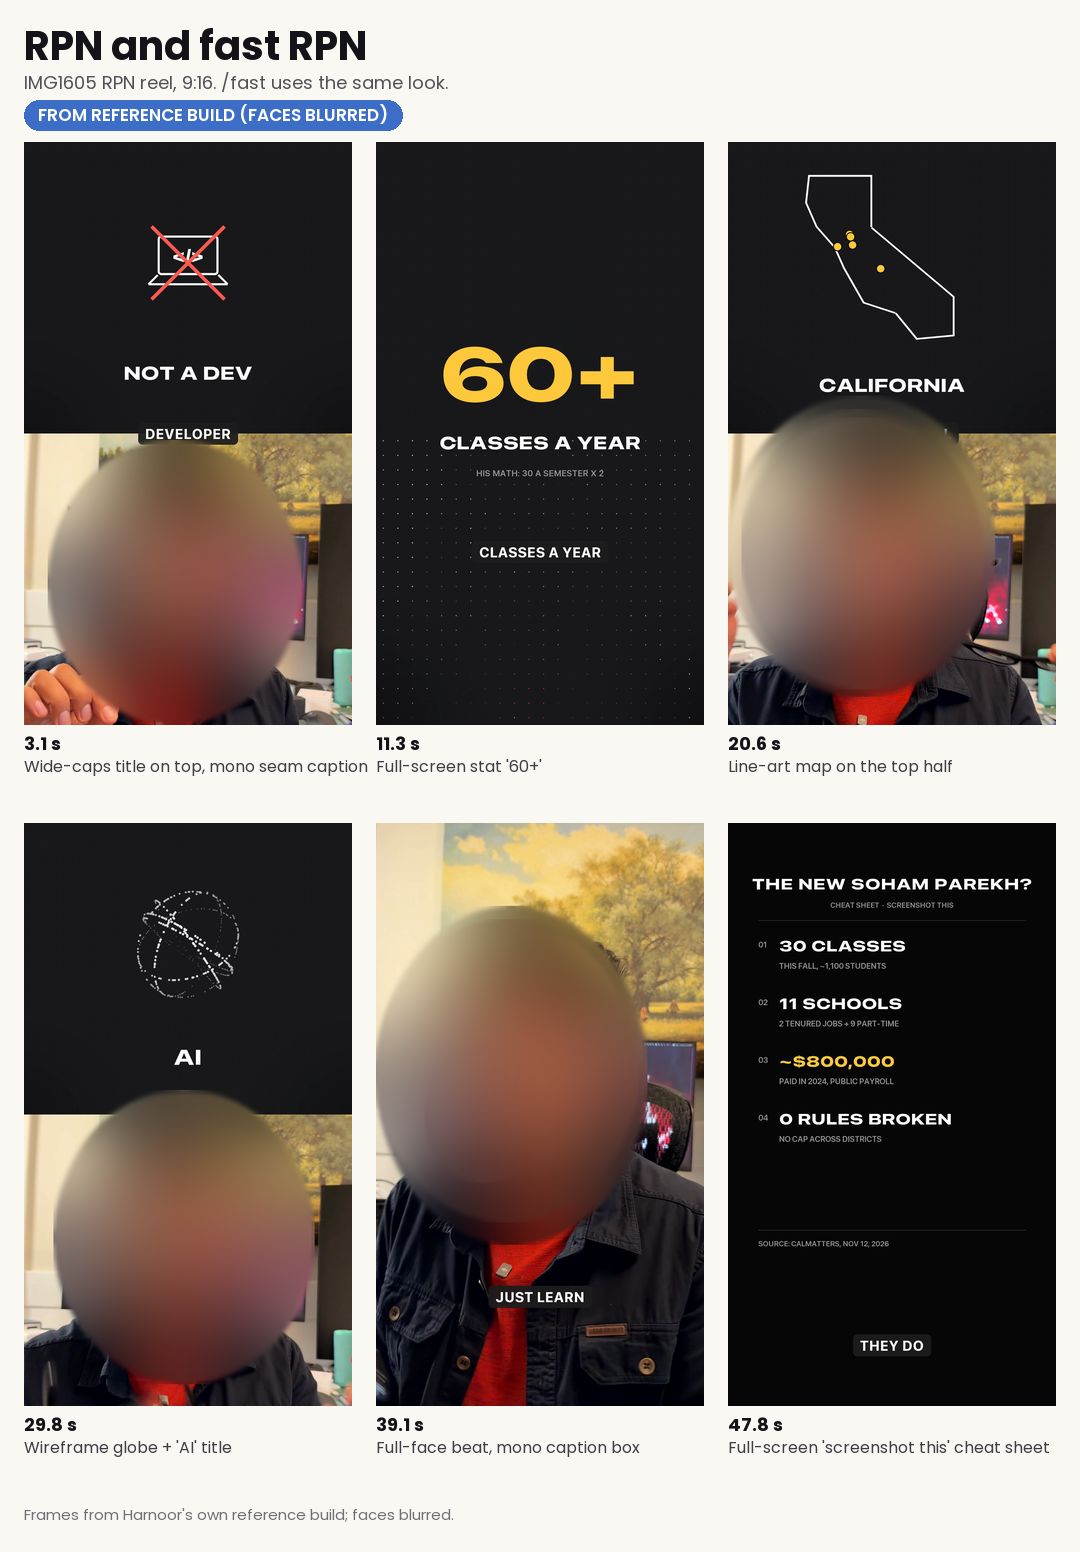 RPN and fast RPN
IMG1605 RPN reel, 9:16. /fast uses the same look.
FROM REFERENCE BUILD (FACES BLURRED)
</>
NOT A DEV
DEVELOPER
3.1 s
Wide-caps title on top, mono seam caption
60+
CLASSES A YEAR
HIS MATH: 30 A SEMESTER X 2
CLASSES A YEAR
11.3 s
Full-screen stat '60+'
CALIFORNIA
20.6 s
Line-art map on the top half
AI
29.8 s
Wireframe globe + 'AI' title
JUST LEARN
39.1 s
Full-face beat, mono caption box
THE NEW SOHAM PAREKH?
CHEAT SHEET - SCREENSHOT THIS
01 30 CLASSES
THIS FALL, ~1,100 STUDENTS
02 11 SCHOOLS
2 TENURED JOBS + 9 PART-TIME
03 ~$800,000
PAID IN 2024, PUBLIC PAYROLL
04 0 RULES BROKEN
NO CAP ACROSS DISTRICTS
SOURCE: CALMATTERS, NOV 12, 2026
THEY DO
47.8 s
Full-screen 'screenshot this' cheat sheet
Frames from Harnoor's own reference build; faces blurred.